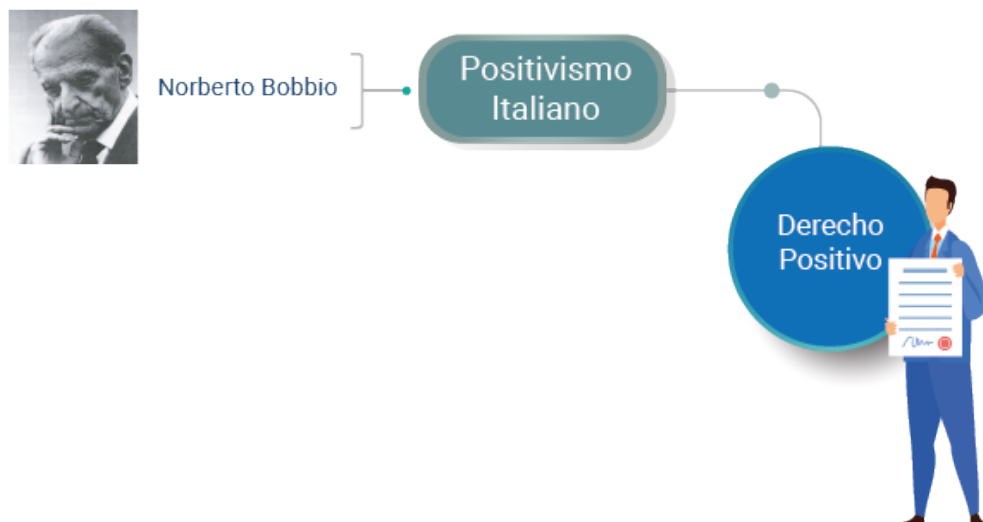 Norberto Bobbio
Positivismo
Italiano
Derecho
Positivo